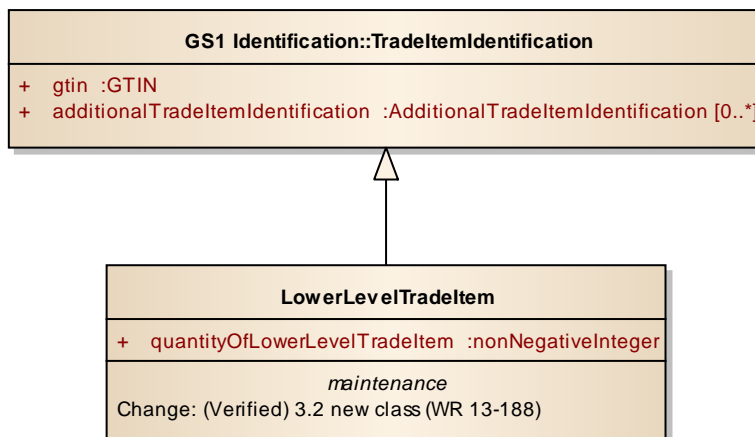 GS1 Identification::TradeItemIdentification
+ gtin :GTIN
+ additionalTradeItemIdentification :AdditionalTradeItemIdentification [0..*]
LowerLevelTradeItem
+ quantityOfLowerLevelTradeItem :nonNegativeInteger
maintenance
Change: (Verified) 3.2 new class (WR 13-188)